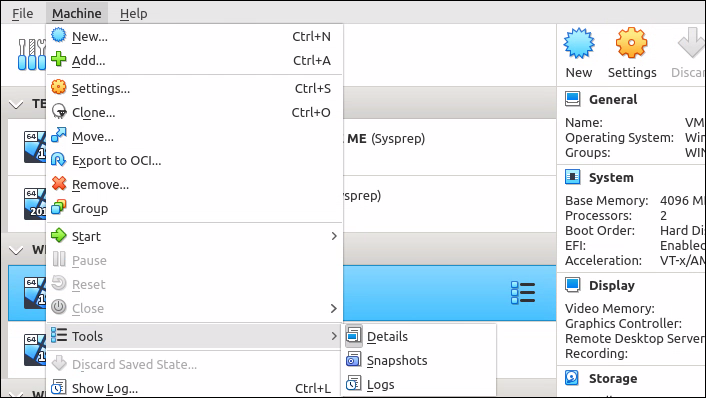 File Machine Help
New... Ctrl+N
Add... Ctrl+A
Settings... Ctrl+S
Clone... Ctrl+O
Move...
Export to OCI...
Remove...
Group
Start
Pause
Reset
Close
Tools
Discard Saved State...
Show Log... Ctrl+L
Details
Snapshots
Logs
TE
64
ME (Sysprep)
64
201
ysprep)
WI
64
1
64
1
New Settings Discar
General
Name: VM
Operating System: Win
Groups: WIN
System
Base Memory: 4096 M
Processors: 2
Boot Order: Hard Di
EFI: Enabled
Acceleration: VT-x/AM
Display
Video Memory:
Graphics Controller:
Remote Desktop Server
Recording:
Storage